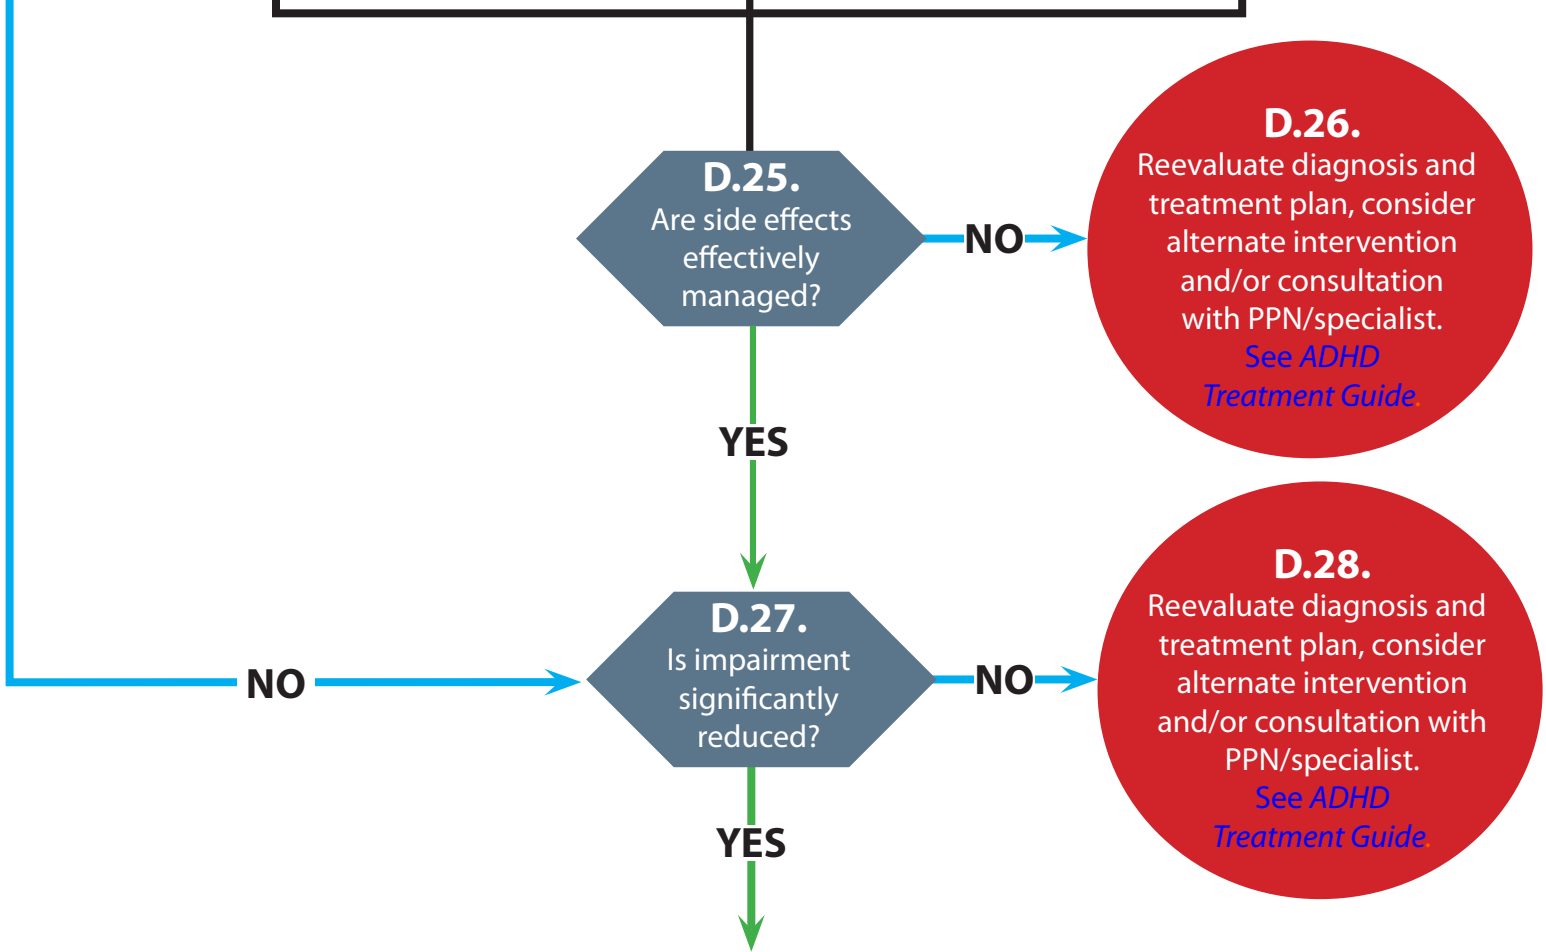 D.25.
Are side effects
effectively
managed?
NO
D.26.
Reevaluate diagnosis and
treatment plan, consider
alternate intervention
and/or consultation
with PPN/specialist.
See ADHD
Treatment Guide.
YES
NO
D.27.
Is impairment
significantly
reduced?
NO
D.28.
Reevaluate diagnosis and
treatment plan, consider
alternate intervention
and/or consultation with
PPN/specialist.
See ADHD
Treatment Guide.
YES